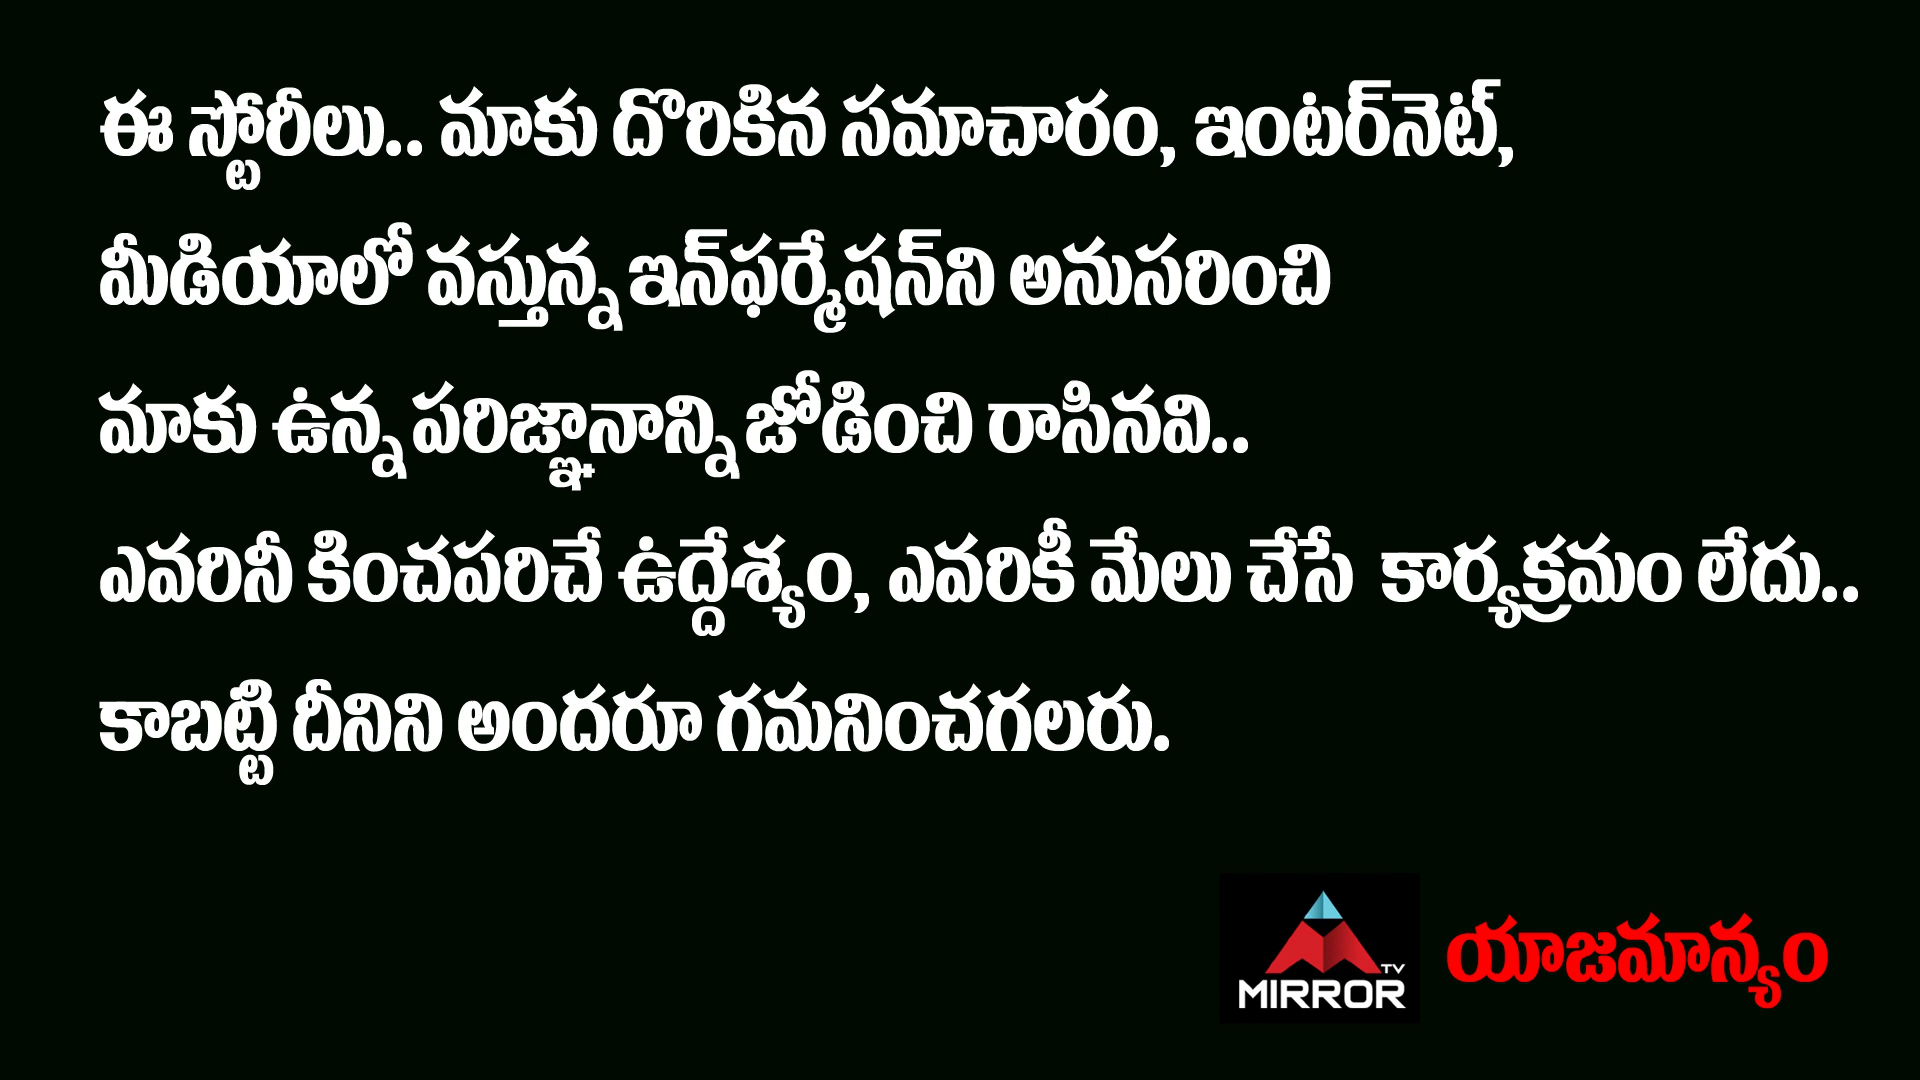 ఈ స్టోరీలు.. మాకు దొరికిన సమాచారం, ఇంటర్‌నెట్,
మీడియాలో వస్తున్న ఇన్‌ఫర్మేషన్‌ని అనుసరించి
మాకు ఉన్న పరిజ్ఞానాన్ని జోడించి రాసినవి..
ఎవరినీ కించపరిచే ఉద్దేశ్యం, ఎవరికీ మేలు చేసే కార్యక్రమం లేదు..
కాబట్టి దీనిని అందరూ గమనించగలరు.
TV
MIRROR యాజమాన్యం